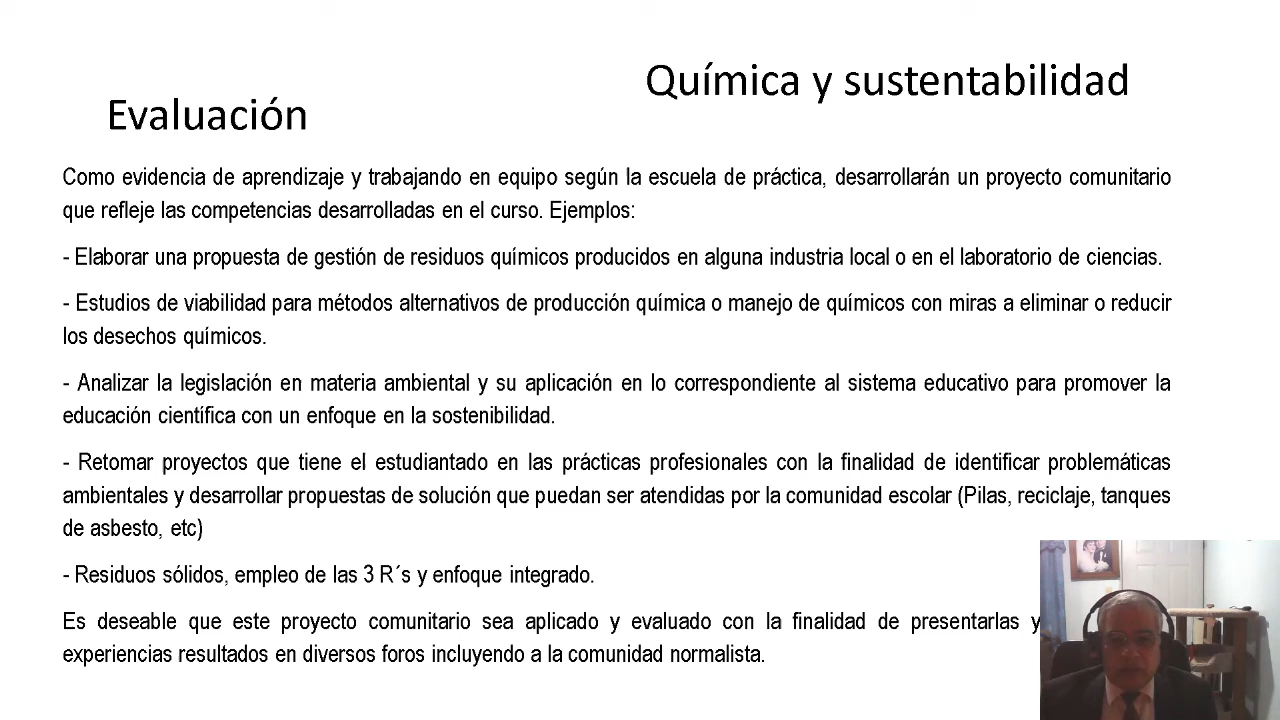 Química y sustentabilidad
Evaluación
Como evidencia de aprendizaje y trabajando en equipo según la escuela de práctica, desarrollarán un proyecto comunitario
que refleje las competencias desarrolladas en el curso. Ejemplos:
- Elaborar una propuesta de gestión de residuos químicos producidos en alguna industria local o en el laboratorio de ciencias.
- Estudios de viabilidad para métodos alternativos de producción química o manejo de químicos con miras a eliminar o reducir
los desechos químicos.
- Analizar la legislación en materia ambiental y su aplicación en lo correspondiente al sistema educativo para promover la
educación científica con un enfoque en la sostenibilidad.
- Retomar proyectos que tiene el estudiantado en las prácticas profesionales con la finalidad de identificar problemáticas
ambientales y desarrollar propuestas de solución que puedan ser atendidas por la comunidad escolar (Pilas, reciclaje, tanques
de asbesto, etc)
- Residuos sólidos, empleo de las 3 R´s y enfoque integrado.
Es deseable que este proyecto comunitario sea aplicado y evaluado con la finalidad de presentarlas y
experiencias resultados en diversos foros incluyendo a la comunidad normalista.